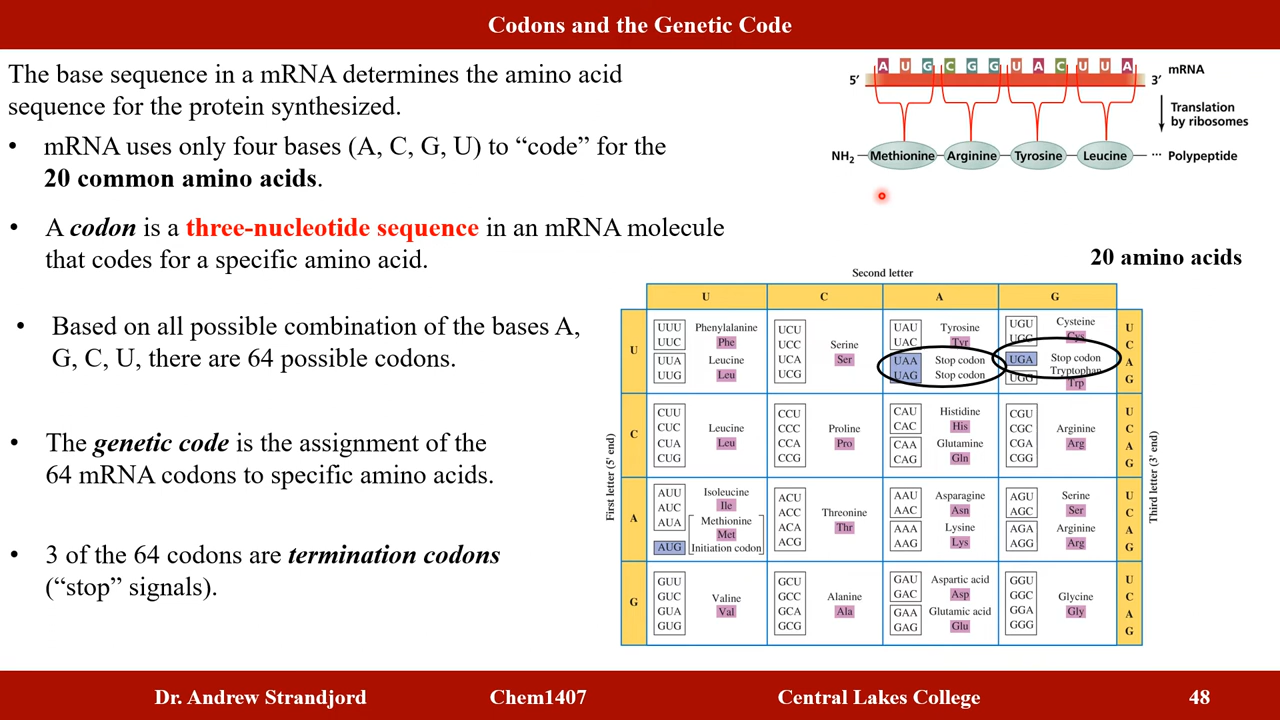 Codons and the Genetic Code
The base sequence in a mRNA determines the amino acid
sequence for the protein synthesized.
• mRNA uses only four bases (A, C, G, U) to “code” for the
20 common amino acids.
• A codon is a three-nucleotide sequence in an mRNA molecule
that codes for a specific amino acid.
• Based on all possible combination of the bases A,
G, C, U, there are 64 possible codons.
• The genetic code is the assignment of the
64 mRNA codons to specific amino acids.
• 3 of the 64 codons are termination codons
(“stop” signals).
A U G C G G U A C U U A
5′ 3′ mRNA
Translation
by ribosomes
NH2 Methionine Arginine Tyrosine Leucine ··· Polypeptide
20 amino acids
Second letter
U C A G
First letter (5′ end)
Third letter (3′ end)
U
UUU Phenylalanine
UUC Phe
UUA Leucine
UUG Leu
UCU
UCC Serine
UCA Ser
UCG
UAU Tyrosine
UAC Tyr
UAA Stop codon
UAG Stop codon
UGU Cysteine
UGC Cys
UGA Stop codon
UGG Tryptophan
Trp
U
C
A
G
C
CUU
CUC Leucine
CUA Leu
CUG
CCU
CCC Proline
CCA Pro
CCG
CAU Histidine
CAC His
CAA Glutamine
CAG Gln
CGU
CGC Arginine
CGA Arg
CGG
U
C
A
G
A
AUU Isoleucine
AUC Ile
AUA Methionine
Met
AUG Initiation codon
ACU
ACC Threonine
ACA Thr
ACG
AAU Asparagine
AAC Asn
AAA Lysine
AAG Lys
AGU Serine
AGC Ser
AGA Arginine
AGG Arg
U
C
A
G
G
GUU
GUC Valine
GUA Val
GUG
GCU
GCC Alanine
GCA Ala
GCG
GAU Aspartic acid
GAC Asp
GAA Glutamic acid
GAG Glu
GGU
GGC Glycine
GGA Gly
GGG
U
C
A
G
Dr. Andrew Strandjord Chem1407 Central Lakes College 48